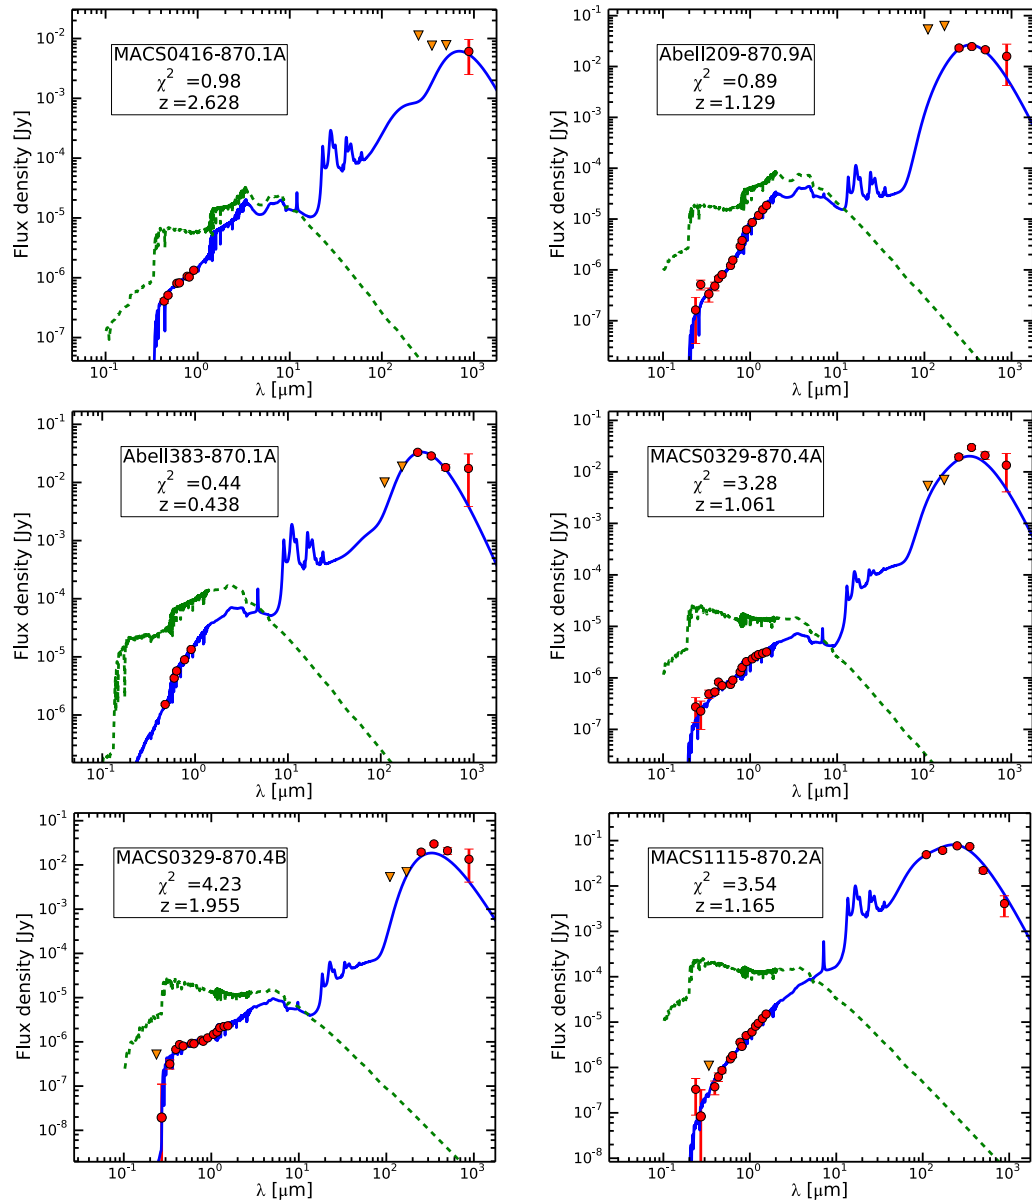 10⁻² 10⁻³ 10⁻⁴ 10⁻⁵ 10⁻⁶ 10⁻⁷
Flux density [Jy]
MACS0416-870.1A
χ² =0.98
z=2.628
10⁻¹ 10⁰ 10¹ 10² 10³
λ [μm]
10⁻¹ 10⁻² 10⁻³ 10⁻⁴ 10⁻⁵ 10⁻⁶ 10⁻⁷ 10⁻⁸
Flux density [Jy]
Abell209-870.9A
χ² =0.89
z=1.129
10⁻¹ 10⁰ 10¹ 10² 10³
λ [μm]
10⁻¹ 10⁻² 10⁻³ 10⁻⁴ 10⁻⁵ 10⁻⁶
Flux density [Jy]
Abell383-870.1A
χ² =0.44
z=0.438
10⁻¹ 10⁰ 10¹ 10² 10³
λ [μm]
10⁻¹ 10⁻² 10⁻³ 10⁻⁴ 10⁻⁵ 10⁻⁶ 10⁻⁷
Flux density [Jy]
MACS0329-870.4A
χ² =3.28
z=1.061
10⁻¹ 10⁰ 10¹ 10² 10³
λ [μm]
10⁻¹ 10⁻² 10⁻³ 10⁻⁴ 10⁻⁵ 10⁻⁶ 10⁻⁷ 10⁻⁸
Flux density [Jy]
MACS0329-870.4B
χ² =4.23
z=1.955
10⁻¹ 10⁰ 10¹ 10² 10³
λ [μm]
10⁻¹ 10⁻² 10⁻³ 10⁻⁴ 10⁻⁵ 10⁻⁶ 10⁻⁷ 10⁻⁸
Flux density [Jy]
MACS1115-870.2A
χ² =3.54
z=1.165
10⁻¹ 10⁰ 10¹ 10² 10³
λ [μm]